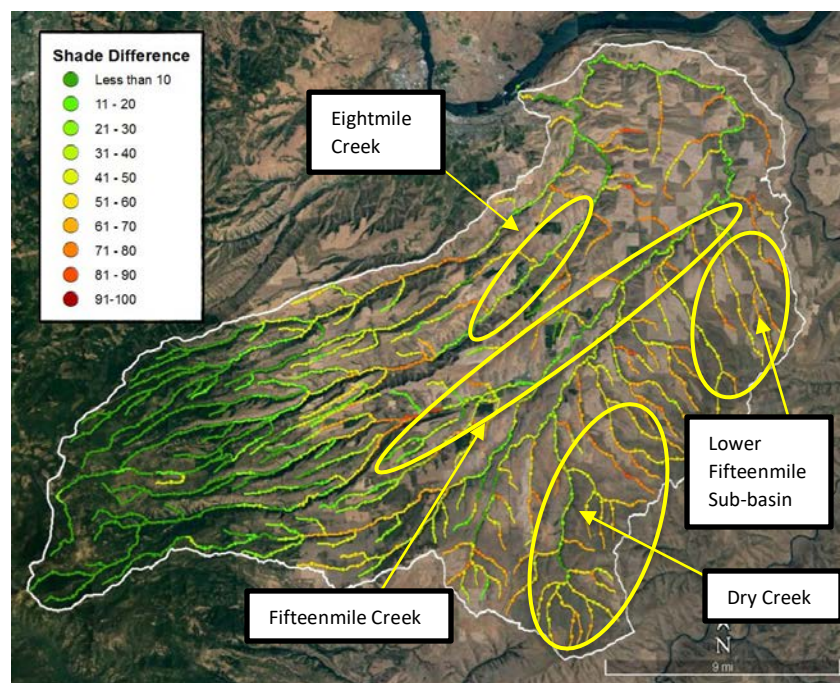 Shade Difference
Less than 10
11 - 20
21 - 30
31 - 40
41 - 50
51 - 60
61 - 70
71 - 80
81 - 90
91-100
Eightmile
Creek
Lower
Fifteenmile
Sub-basin
Dry Creek
Fifteenmile Creek
N
9 mi